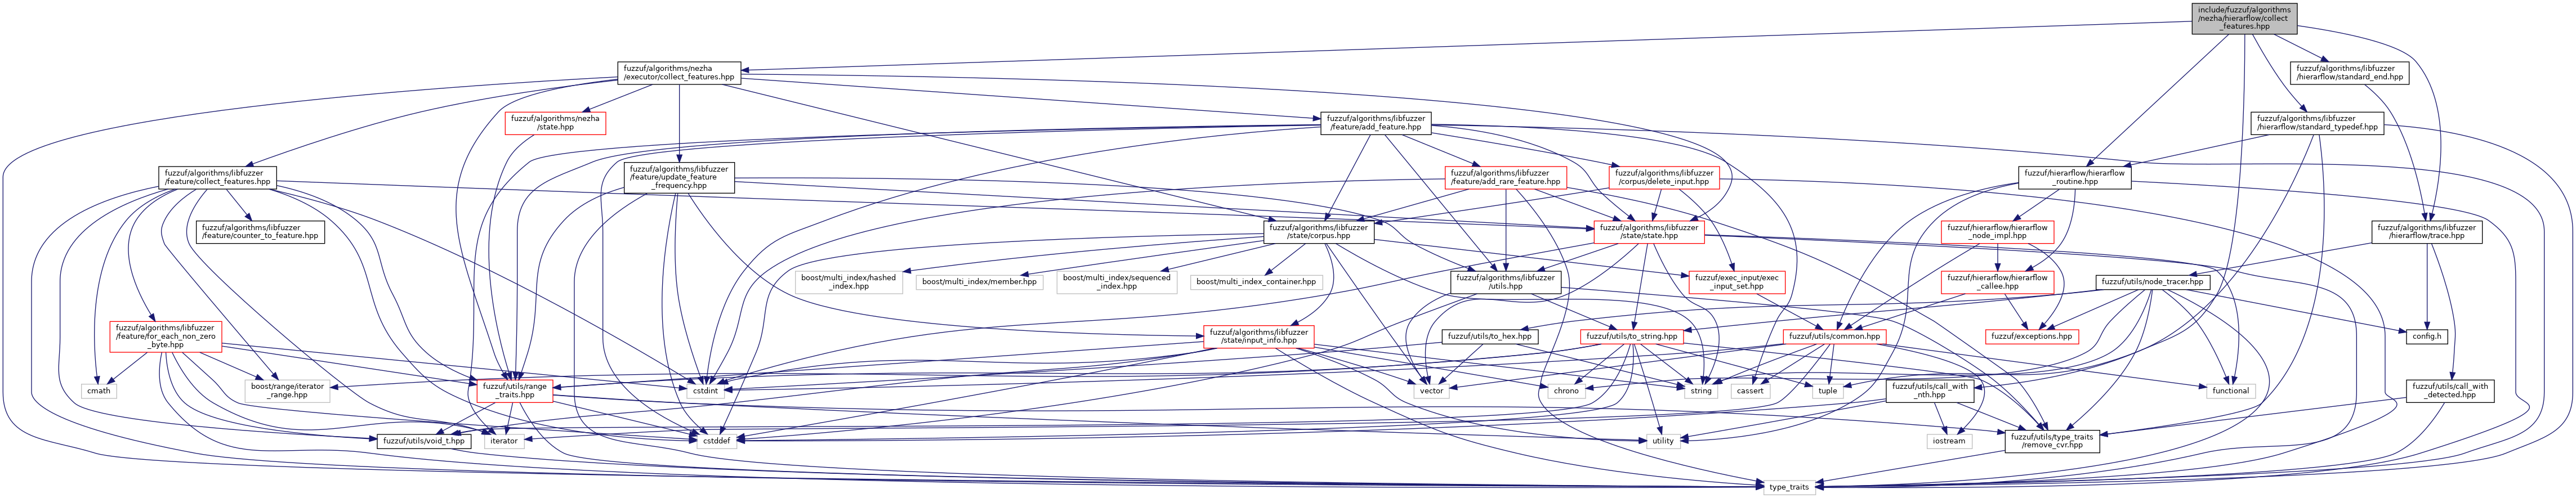 include/fuzzuf/algorithms
/nezha/hierarflow/collect
_features.hpp
fuzzuf/algorithms/nezha
/executor/collect_features.hpp
fuzzuf/algorithms/libfuzzer
/hierarflow/standard_end.hpp
fuzzuf/algorithms/nezha
/state.hpp
fuzzuf/algorithms/libfuzzer
/feature/add_feature.hpp
fuzzuf/algorithms/libfuzzer
/hierarflow/standard_typedef.hpp
fuzzuf/algorithms/libfuzzer
/feature/collect_features.hpp
fuzzuf/algorithms/libfuzzer
/feature/update_feature
_frequency.hpp
fuzzuf/algorithms/libfuzzer
/feature/add_rare_feature.hpp
fuzzuf/algorithms/libfuzzer
/corpus/delete_input.hpp
fuzzuf/hierarflow/hierarflow
_routine.hpp
fuzzuf/algorithms/libfuzzer
/feature/counter_to_feature.hpp
fuzzuf/algorithms/libfuzzer
/state/corpus.hpp
fuzzuf/algorithms/libfuzzer
/state/state.hpp
fuzzuf/hierarflow/hierarflow
_node_impl.hpp
fuzzuf/algorithms/libfuzzer
/hierarflow/trace.hpp
boost/multi_index/hashed
_index.hpp
boost/multi_index/member.hpp
boost/multi_index/sequenced
_index.hpp
boost/multi_index_container.hpp
fuzzuf/algorithms/libfuzzer
/utils.hpp
fuzzuf/exec_input/exec
_input_set.hpp
fuzzuf/hierarflow/hierarflow
_callee.hpp
fuzzuf/utils/node_tracer.hpp
fuzzuf/algorithms/libfuzzer
/feature/for_each_non_zero
_byte.hpp
fuzzuf/algorithms/libfuzzer
/state/input_info.hpp
fuzzuf/utils/to_hex.hpp
fuzzuf/utils/to_string.hpp
fuzzuf/utils/common.hpp
fuzzuf/exceptions.hpp
config.h
cmath
boost/range/iterator
_range.hpp
fuzzuf/utils/range
_traits.hpp
cstdint
vector
chrono
string
cassert
tuple
fuzzuf/utils/call_with
_nth.hpp
functional
fuzzuf/utils/call_with
_detected.hpp
fuzzuf/utils/void_t.hpp
iterator
cstddef
utility
iostream
fuzzuf/utils/type_traits
/remove_cvr.hpp
type_traits